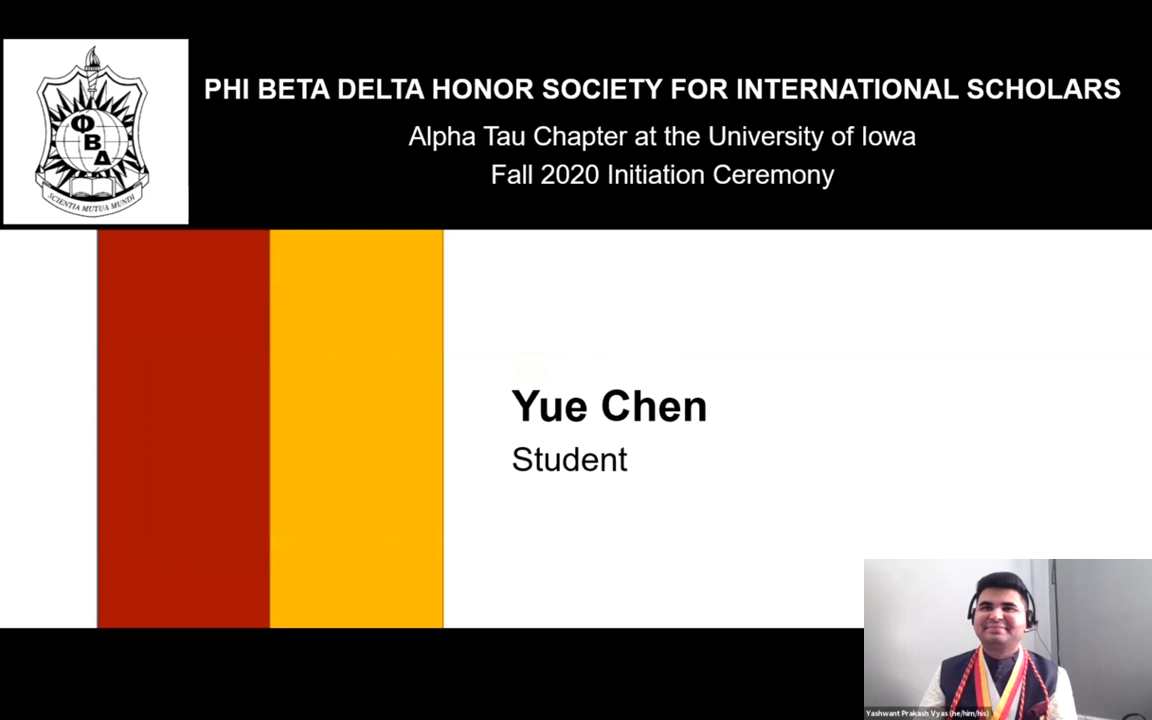 PHI BETA DELTA HONOR SOCIETY FOR INTERNATIONAL SCHOLARS
Alpha Tau Chapter at the University of Iowa
Fall 2020 Initiation Ceremony
Φ
Β
Δ
SCIENTIA MUTUA MUNDI
Yue Chen
Student
Yashwant Prakash Vyas (he/him/his)